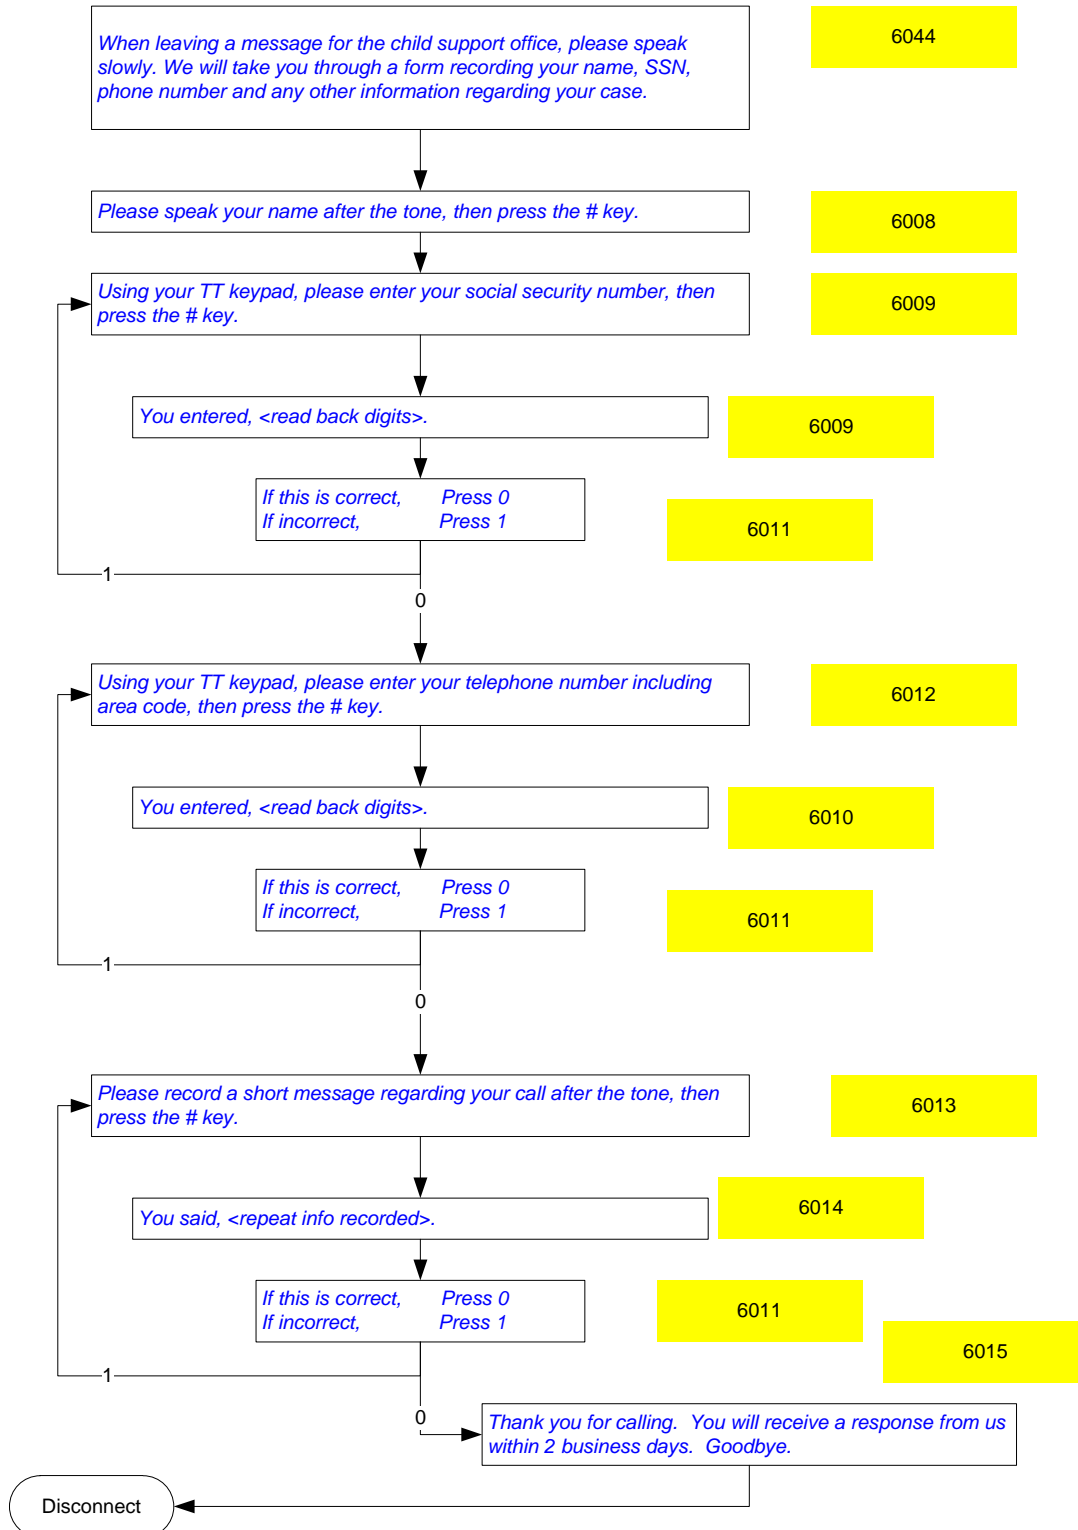 When leaving a message for the child support office, please speak
slowly. We will take you through a form recording your name, SSN,
phone number and any other information regarding your case.
6044
Please speak your name after the tone, then press the # key.
6008
Using your TT keypad, please enter your social security number, then
press the # key.
6009
You entered, <read back digits>.
6009
If this is correct, Press 0
If incorrect, Press 1
6011
1
0
Using your TT keypad, please enter your telephone number including
area code, then press the # key.
6012
You entered, <read back digits>.
6010
If this is correct, Press 0
If incorrect, Press 1
6011
1
0
Please record a short message regarding your call after the tone, then
press the # key.
6013
You said, <repeat info recorded>.
6014
If this is correct, Press 0
If incorrect, Press 1
6011
6015
1
0
Thank you for calling. You will receive a response from us
within 2 business days. Goodbye.
Disconnect